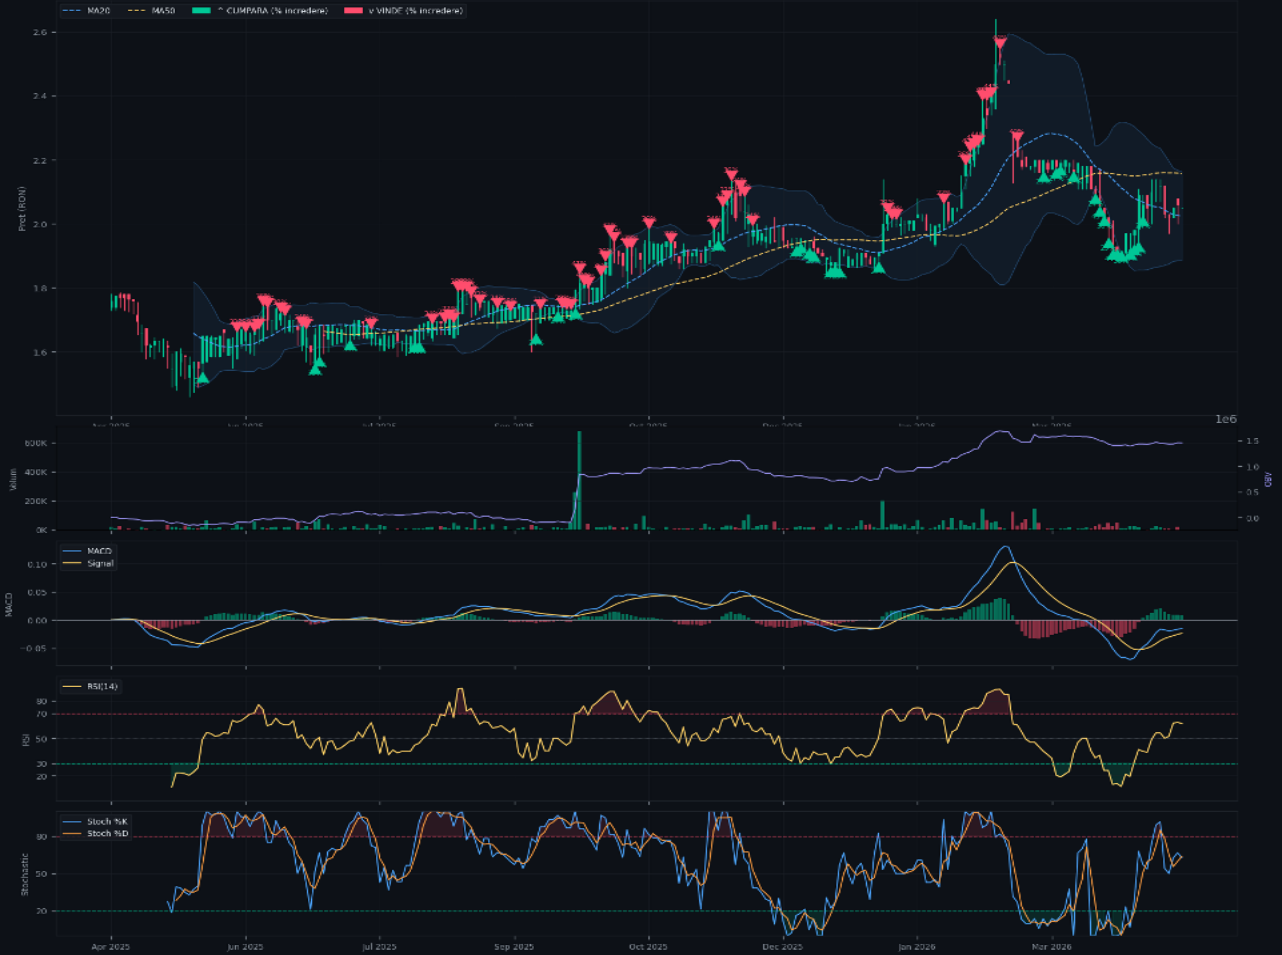 MA20 MA50 ^ CUMPARA (% incredere) v VINDE (% incredere)
2.6
2.4
2.2
2.0
1.8
1.6
Pret (RON)
1e6
600K
400K
200K
0K
Volum
1.5
1.0
0.5
0.0
OBV
MACD
Signal
0.10
0.05
0.00
−0.05
MACD
RSI(14)
80
70
50
30
20
RSI
Stoch %K
Stoch %D
80
50
20
Stochastic
Apr 2025 Jun 2025 Jul 2025 Sep 2025 Oct 2025 Dec 2025 Jan 2026 Mar 2026